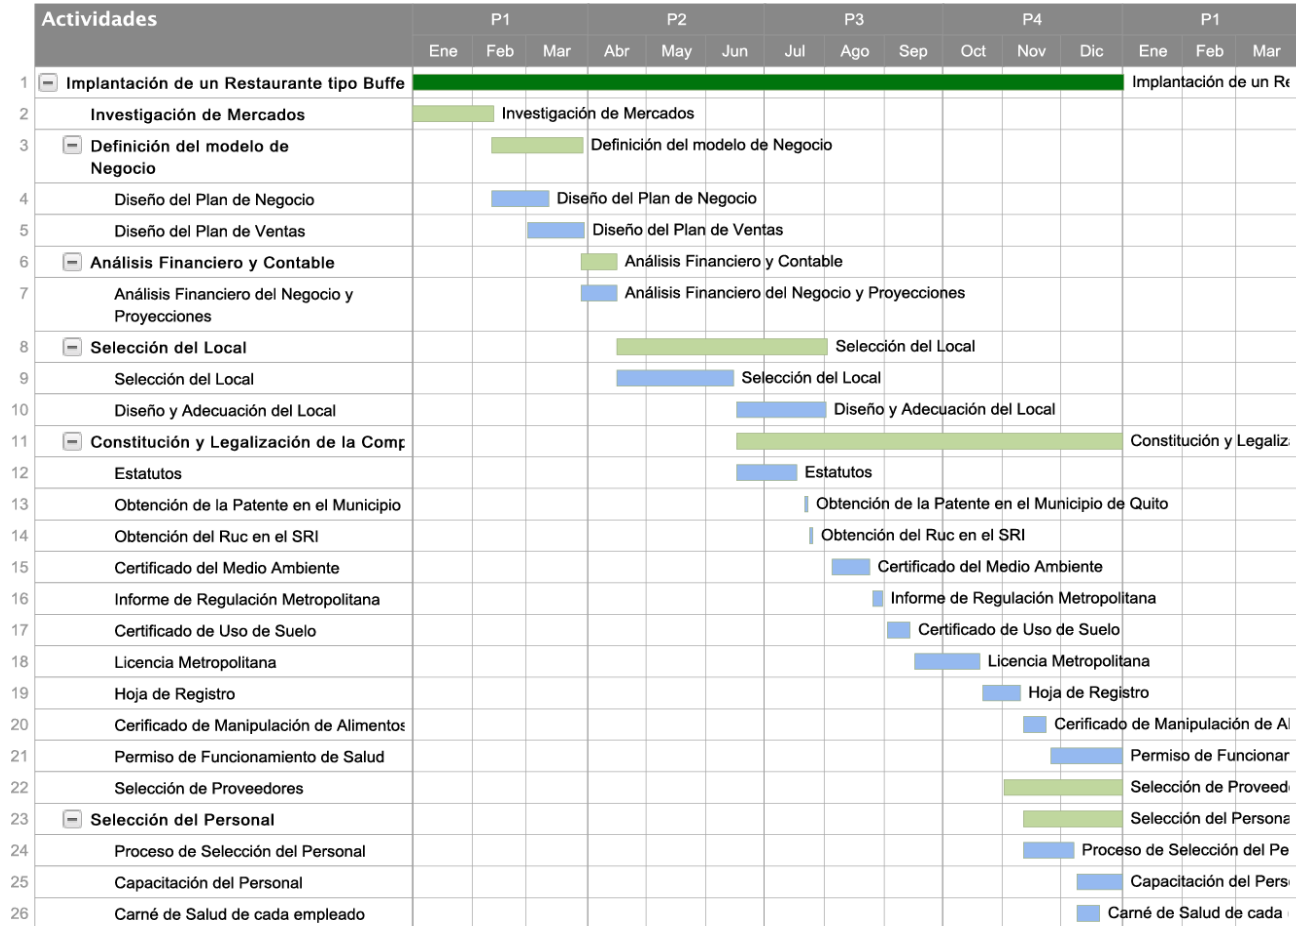 Actividades P1 P2 P3 P4 P1
Ene Feb Mar Abr May Jun Jul Ago Sep Oct Nov Dic Ene Feb Mar
1 Implantación de un Restaurante tipo Buffe Implantación de un Re
2 Investigación de Mercados Investigación de Mercados
3 Definición del modelo de Definición del modelo de Negocio
Negocio
4 Diseño del Plan de Negocio Diseño del Plan de Negocio
5 Diseño del Plan de Ventas Diseño del Plan de Ventas
6 Análisis Financiero y Contable Análisis Financiero y Contable
7 Análisis Financiero del Negocio y Análisis Financiero del Negocio y Proyecciones
Proyecciones
8 Selección del Local Selección del Local
9 Selección del Local Selección del Local
10 Diseño y Adecuación del Local Diseño y Adecuación del Local
11 Constitución y Legalización de la Comp Constitución y Legaliz
12 Estatutos Estatutos
13 Obtención de la Patente en el Municipio Obtención de la Patente en el Municipio de Quito
14 Obtención del Ruc en el SRI Obtención del Ruc en el SRI
15 Certificado del Medio Ambiente Certificado del Medio Ambiente
16 Informe de Regulación Metropolitana Informe de Regulación Metropolitana
17 Certificado de Uso de Suelo Certificado de Uso de Suelo
18 Licencia Metropolitana Licencia Metropolitana
19 Hoja de Registro Hoja de Registro
20 Cerificado de Manipulación de Alimentos Cerificado de Manipulación de Al
21 Permiso de Funcionamiento de Salud Permiso de Funcionar
22 Selección de Proveedores Selección de Proveed
23 Selección del Personal Selección del Persona
24 Proceso de Selección del Personal Proceso de Selección del Pe
25 Capacitación del Personal Capacitación del Pers
26 Carné de Salud de cada empleado Carné de Salud de cada